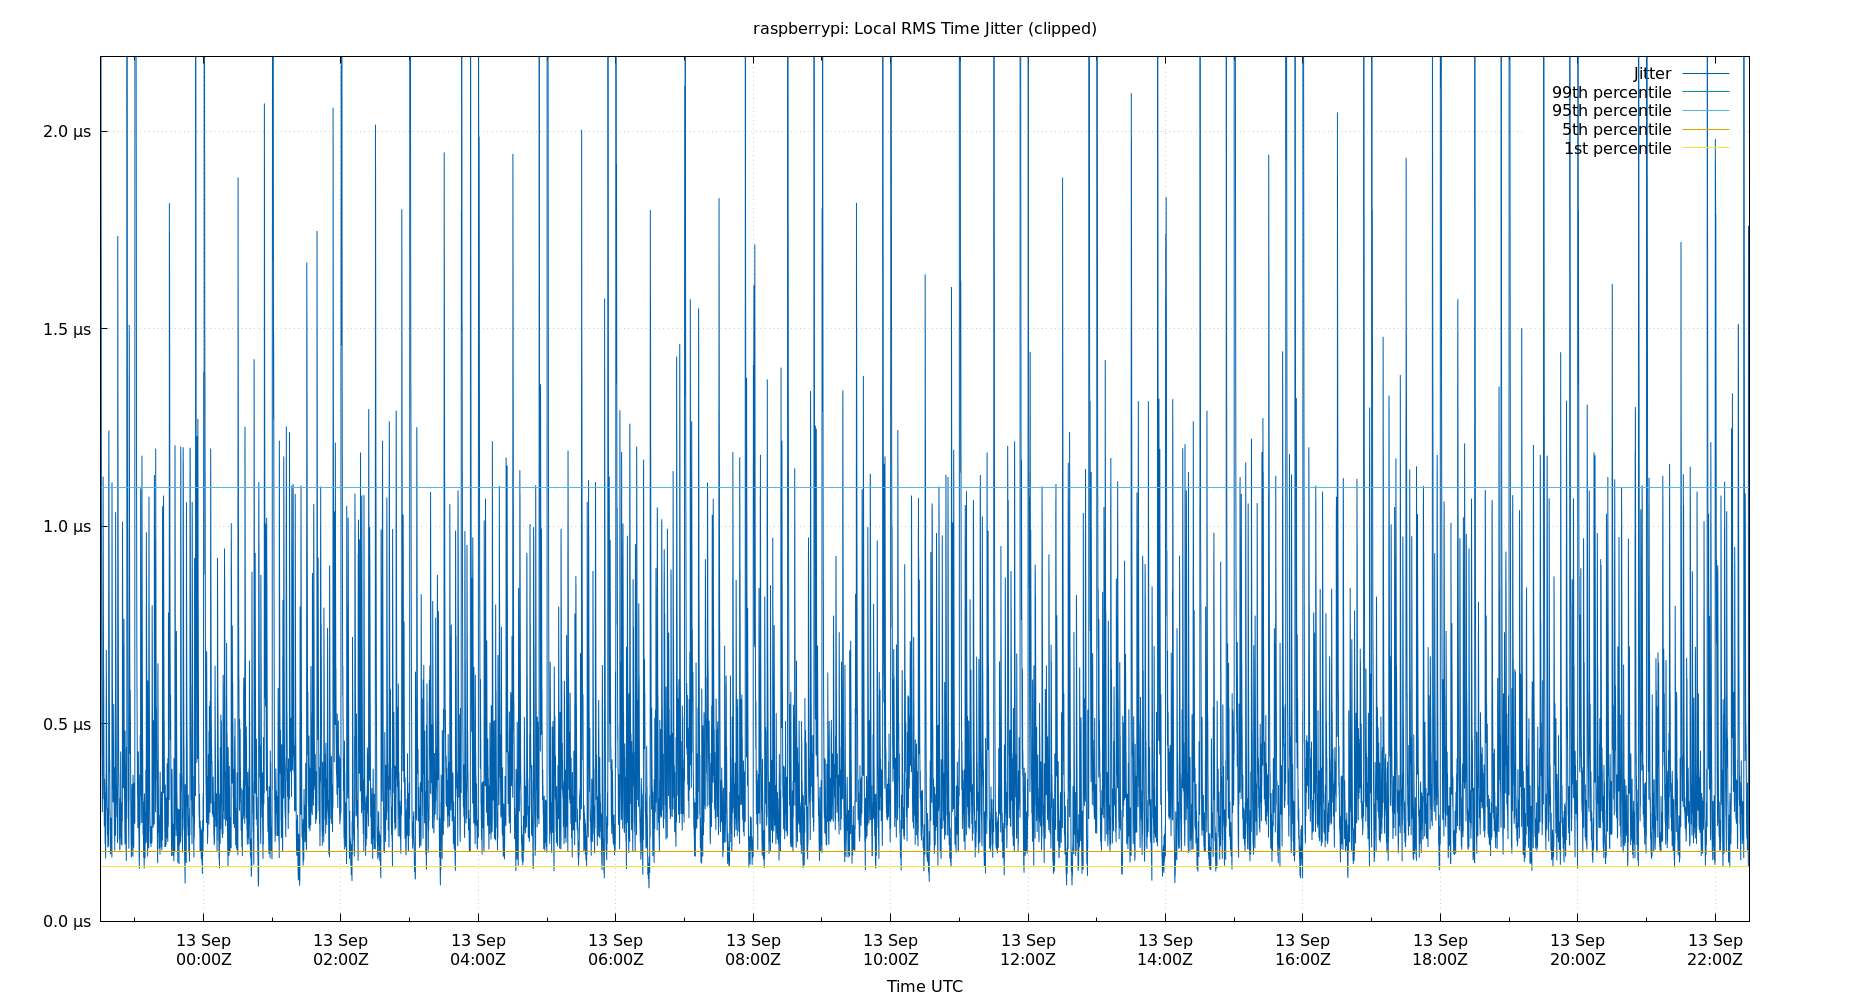 raspberrypi: Local RMS Time Jitter (clipped)
Jitter
99th percentile
95th percentile
5th percentile
1st percentile
2.0 µs
1.5 µs
1.0 µs
0.5 µs
0.0 µs
13 Sep 13 Sep 13 Sep 13 Sep 13 Sep 13 Sep 13 Sep 13 Sep 13 Sep 13 Sep 13 Sep 13 Sep
00:00Z 02:00Z 04:00Z 06:00Z 08:00Z 10:00Z 12:00Z 14:00Z 16:00Z 18:00Z 20:00Z 22:00Z
Time UTC